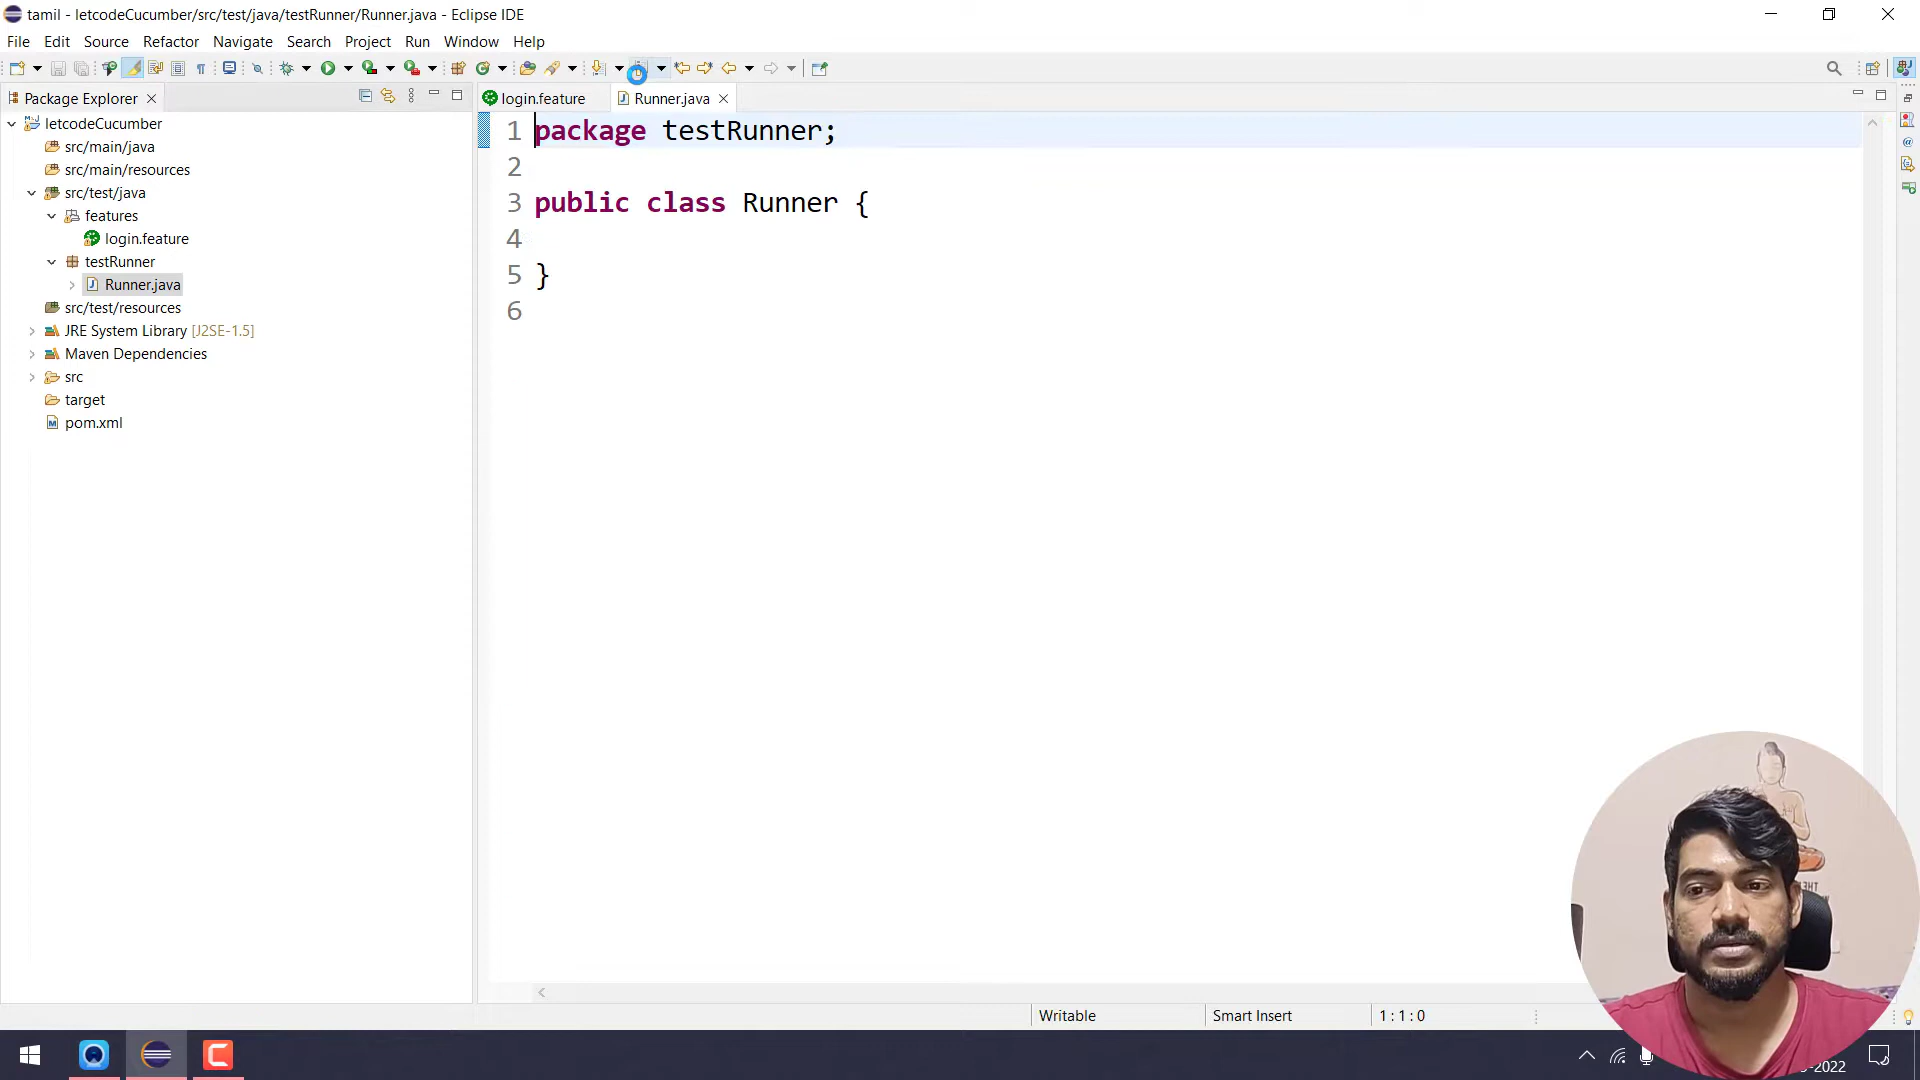 tamil - letcodeCucumber/src/test/java/testRunner/Runner.java - Eclipse IDE
File Edit Source Refactor Navigate Search Project Run Window Help
Package Explorer
login.feature
Runner.java
letcodeCucumber
src/main/java
src/main/resources
src/test/java
features
login.feature
testRunner
Runner.java
src/test/resources
JRE System Library [J2SE-1.5]
Maven Dependencies
src
target
pom.xml
1 package testRunner;
2
3 public class Runner {
4
5 }
6
Writable
Smart Insert
1 : 1 : 0
-2022